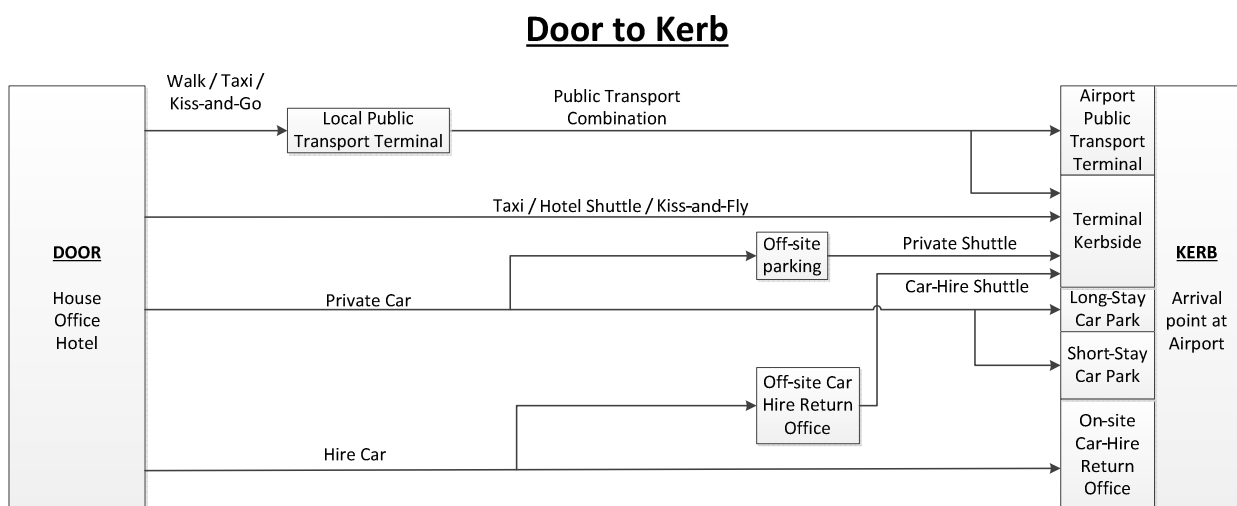 Door to Kerb
Walk / Taxi /
Kiss-and-Go
Local Public
Transport Terminal
Public Transport
Combination
Airport
Public
Transport
Terminal
Taxi / Hotel Shuttle / Kiss-and-Fly
Terminal
Kerbside
DOOR
House
Office
Hotel
Off-site
parking
Private Shuttle
Car-Hire Shuttle
KERB
Arrival
point at
Airport
Private Car
Long-Stay
Car Park
Short-Stay
Car Park
Off-site Car
Hire Return
Office
Hire Car
On-site
Car-Hire
Return
Office